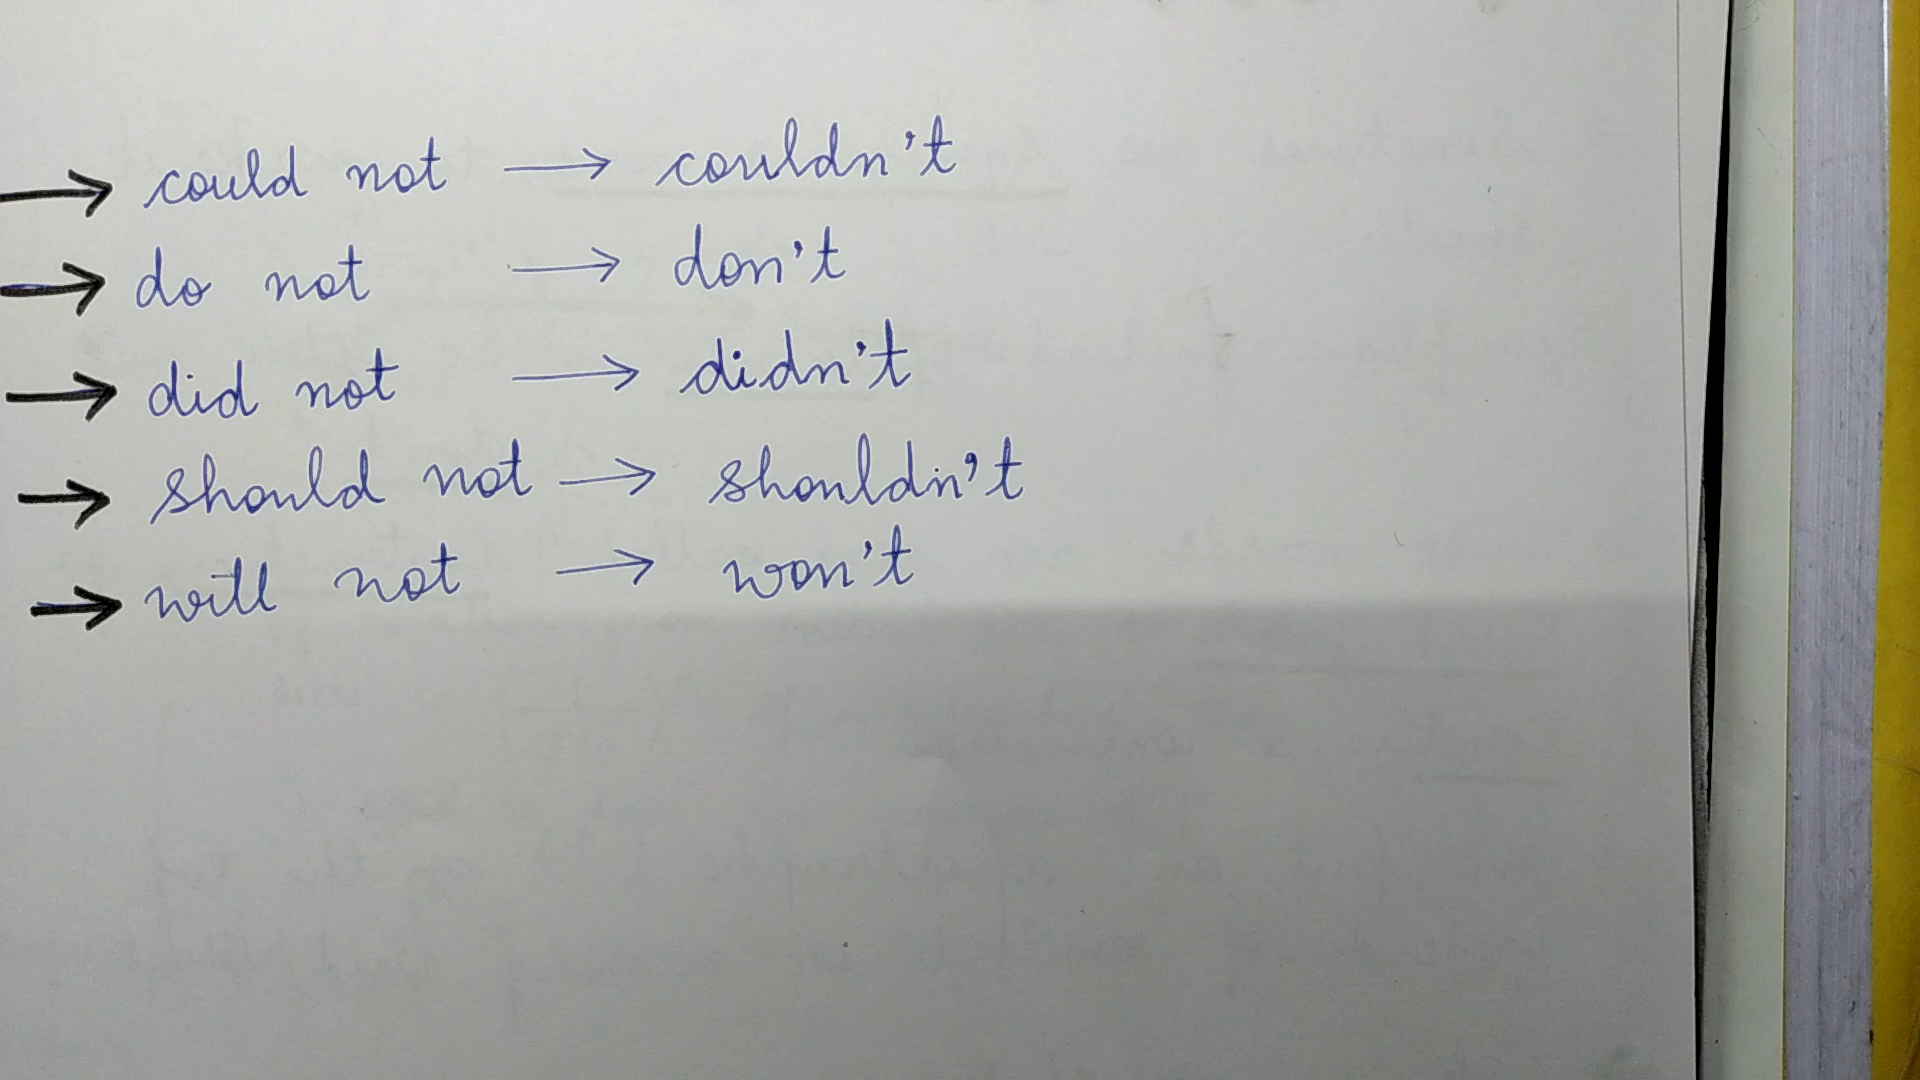 → could not → couldn't
→ do not → don't
→ did not → didn't
→ should not → shouldn't
→ will not → won't